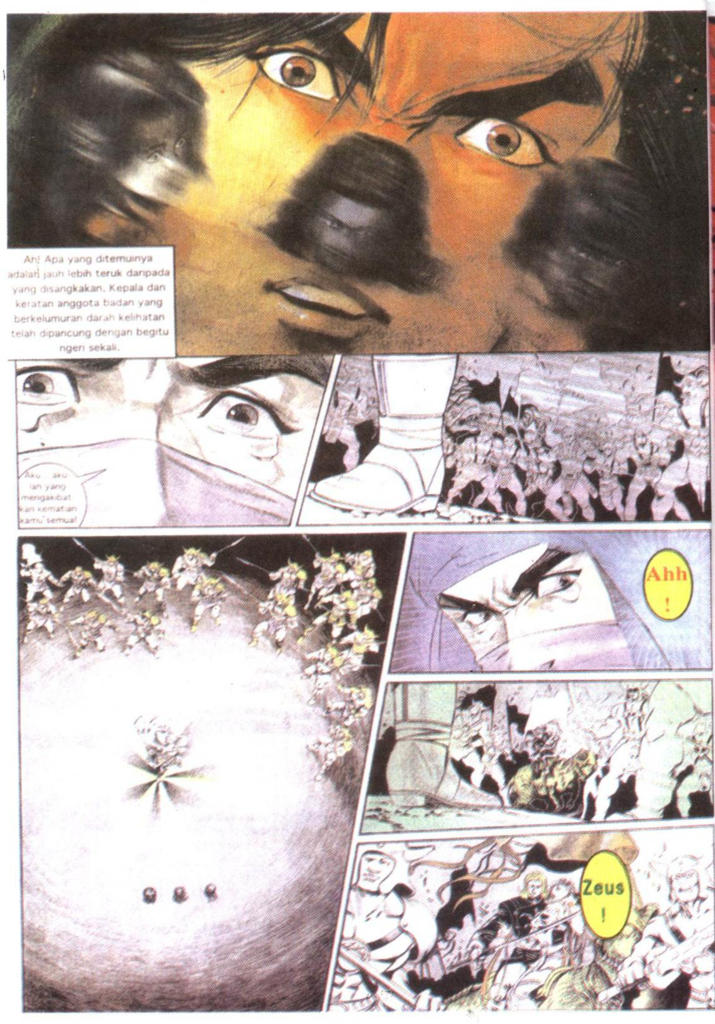 Ah! Apa yang ditemuinya
adalah jauh lebih teruk daripada
yang disangkakan. Kepala dan
keratan anggota badan yang
berkelumuran darah kelihatan
telah dipancung dengan begitu
ngeri sekali.
Aku... aku
lah yang
mengakibat
kan kematian
kamu semua!
Ahh
!
Zeus
!